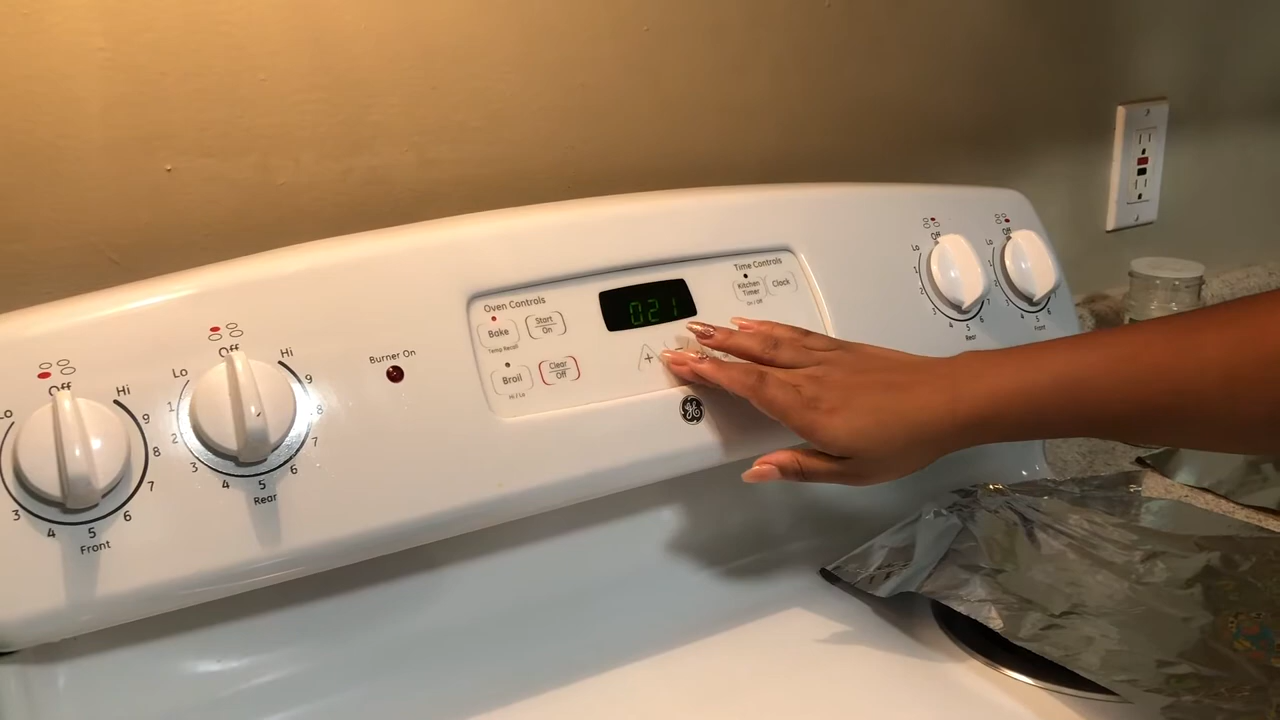 Off
Lo
Hi
9
8
7
6
5
4
3
Front
Off
Lo
Hi
1
2
3
4
5
6
7
8
9
Rear
Burner On
Oven Controls
Bake
Temp Recall
Start
On
Broil
Hi / Lo
Clear
Off
021
+
-
GE
Time Controls
Kitchen
Timer
On / Off
Clock
Off
Lo
1
2
3
4
5
6
7
Rear
Off
Lo
1
2
3
4
5
6
Front